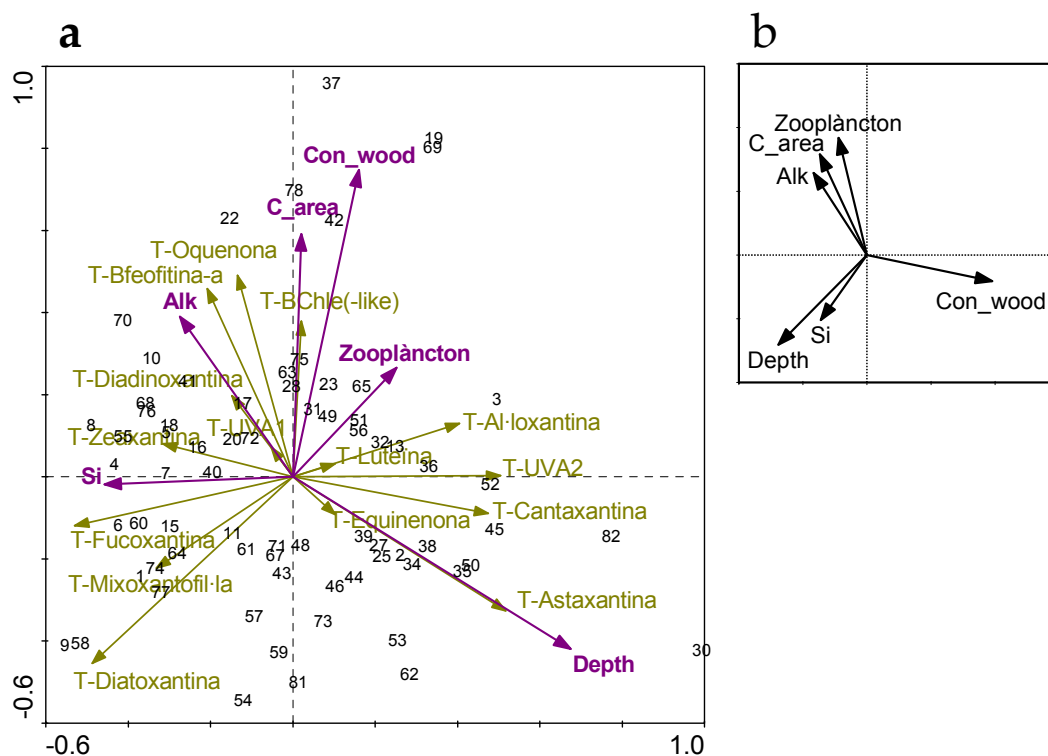 a
b
1.0
37
19
69
Con_wood
78
C_area
22
42
T-Oquenona
T-Bfeofitina-a
Alk
T-BChle(-like)
70
Zooplàncton
10
75
63
T-Diadinoxantina
41
28
23
65
3
68
17
76
31
49
51
8
18
T-UVA1
56
T-Al·loxantina
55
T-Zeaxantina
5
20
72
32
13
16
4
T-Luteïna
36
T-UVA2
Si
7
40
52
6
60
15
T-Equinenona
T-Cantaxantina
45
82
T-Fucoxantina
11
39
64
61
71
48
27
38
67
25
2
74
43
34
50
35
1
T-Mixoxantofil·la
44
77
46
T-Astaxantina
57
73
9
58
53
59
Depth
30
T-Diatoxantina
81
62
54
-0.6
-0.6
1.0
Zooplàncton
C_area
Alk
Con_wood
Si
Depth